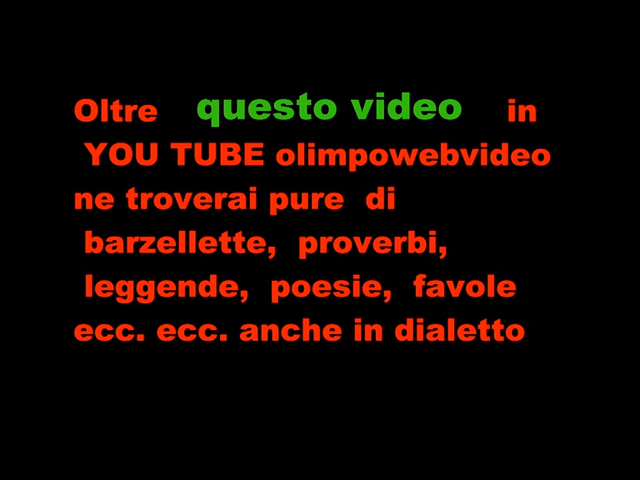 Oltre questo video in
YOU TUBE olimpowebvideo
ne troverai pure di
barzellette, proverbi,
leggende, poesie, favole
ecc. ecc. anche in dialetto